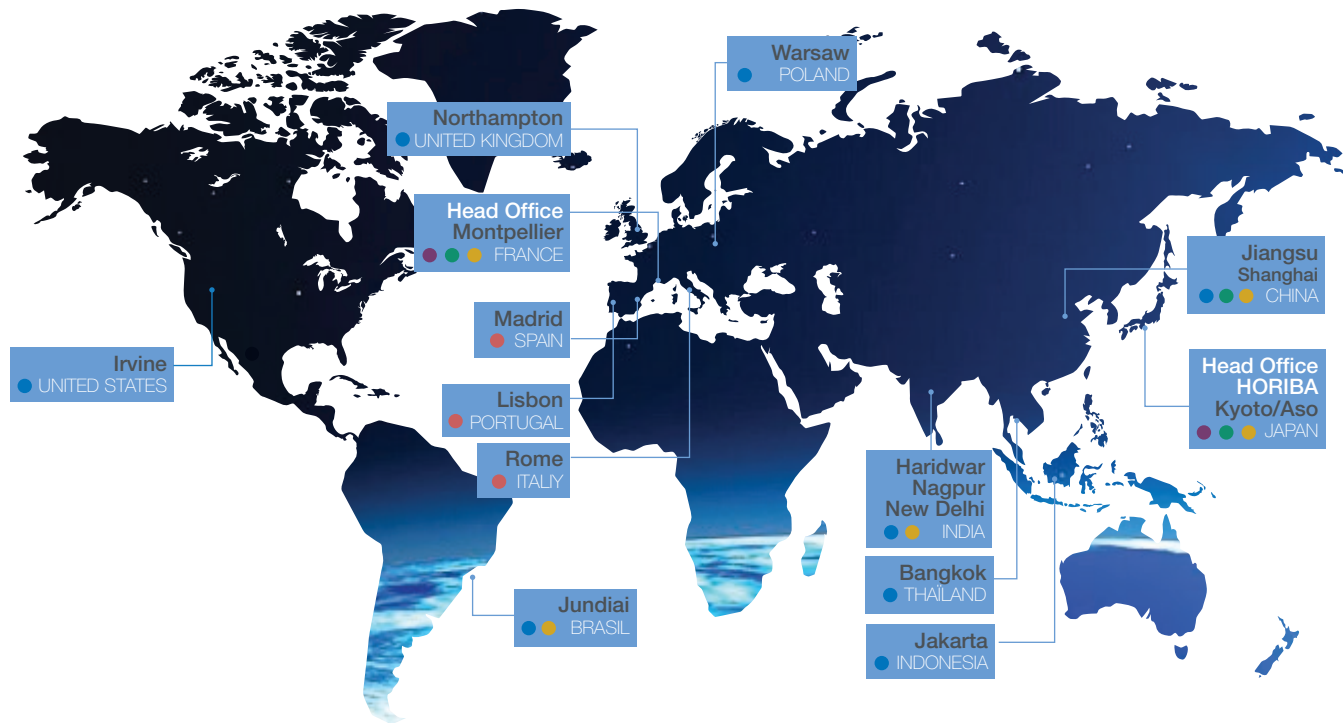 Warsaw
POLAND
Northampton
UNITED KINGDOM
Head Office
Montpellier
FRANCE
Jiangsu
Shanghai
CHINA
Madrid
SPAIN
Irvine
UNITED STATES
Head Office
HORIBA
Kyoto/Aso
JAPAN
Lisbon
PORTUGAL
Rome
ITALIY
Haridwar
Nagpur
New Delhi
INDIA
Bangkok
THAÏLAND
Jundiai
BRASIL
Jakarta
INDONESIA